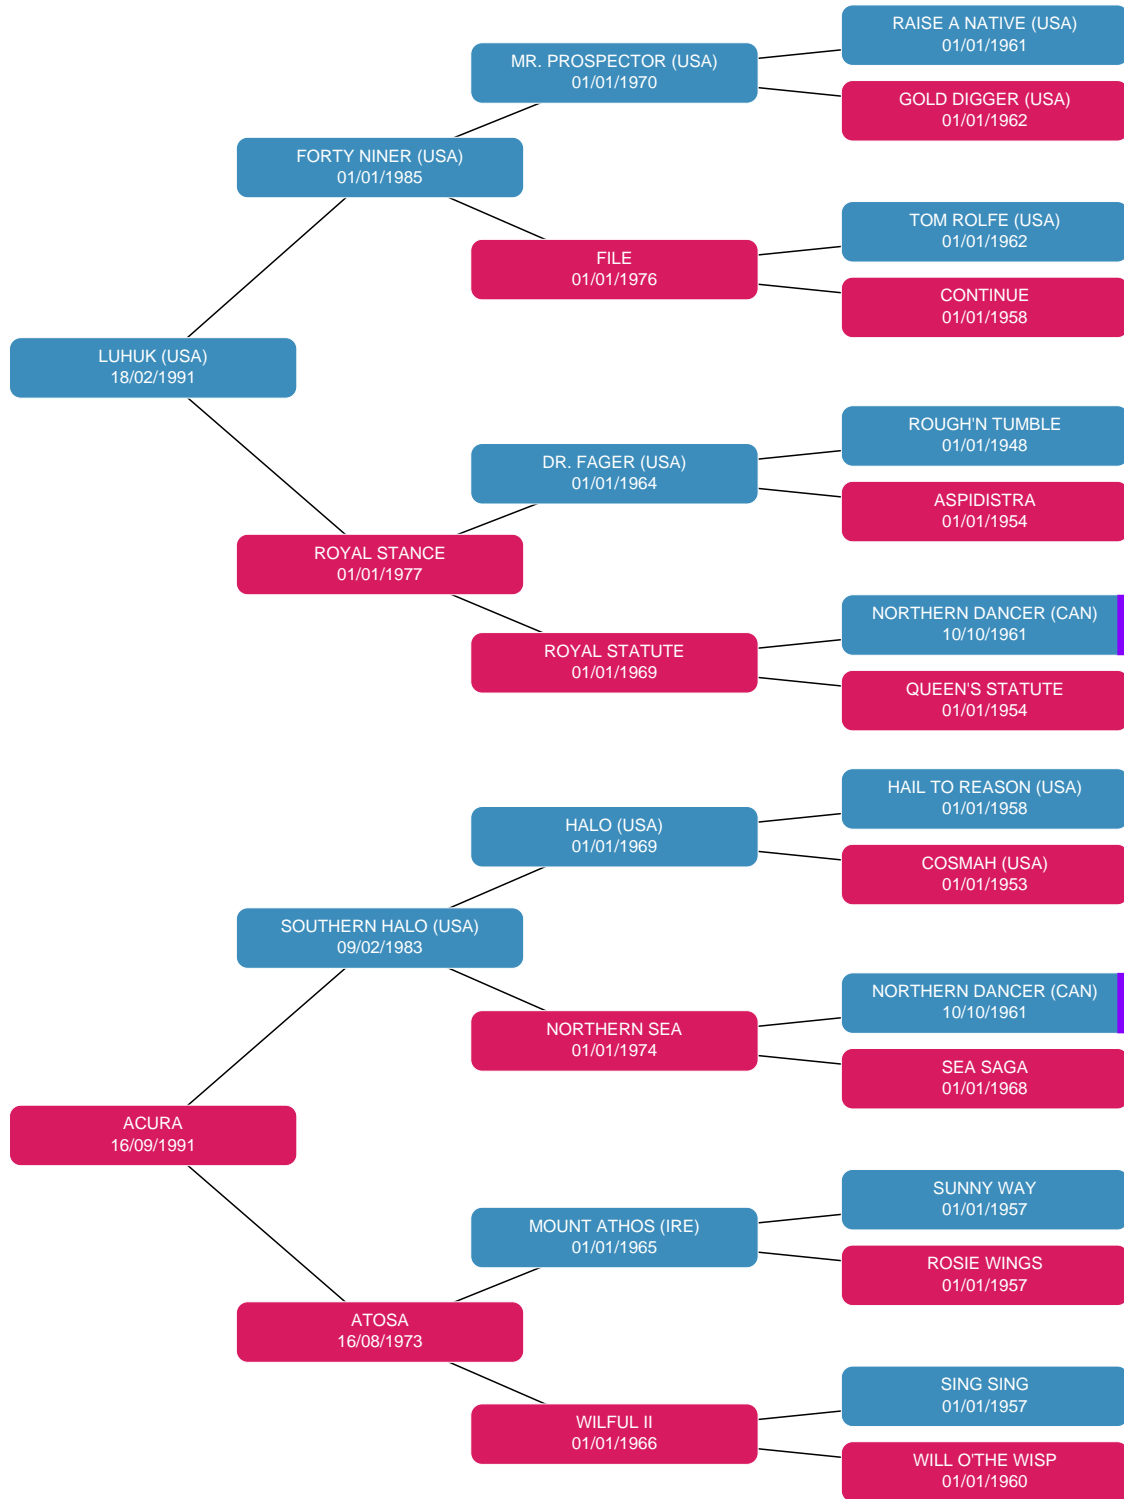 RAISE A NATIVE (USA)
01/01/1961
MR. PROSPECTOR (USA)
01/01/1970
GOLD DIGGER (USA)
01/01/1962
FORTY NINER (USA)
01/01/1985
TOM ROLFE (USA)
01/01/1962
FILE
01/01/1976
CONTINUE
01/01/1958
LUHUK (USA)
18/02/1991
ROUGH'N TUMBLE
01/01/1948
DR. FAGER (USA)
01/01/1964
ASPIDISTRA
01/01/1954
ROYAL STANCE
01/01/1977
NORTHERN DANCER (CAN)
10/10/1961
ROYAL STATUTE
01/01/1969
QUEEN'S STATUTE
01/01/1954
HAIL TO REASON (USA)
01/01/1958
HALO (USA)
01/01/1969
COSMAH (USA)
01/01/1953
SOUTHERN HALO (USA)
09/02/1983
NORTHERN DANCER (CAN)
10/10/1961
NORTHERN SEA
01/01/1974
SEA SAGA
01/01/1968
ACURA
16/09/1991
SUNNY WAY
01/01/1957
MOUNT ATHOS (IRE)
01/01/1965
ROSIE WINGS
01/01/1957
ATOSA
16/08/1973
SING SING
01/01/1957
WILFUL II
01/01/1966
WILL O'THE WISP
01/01/1960